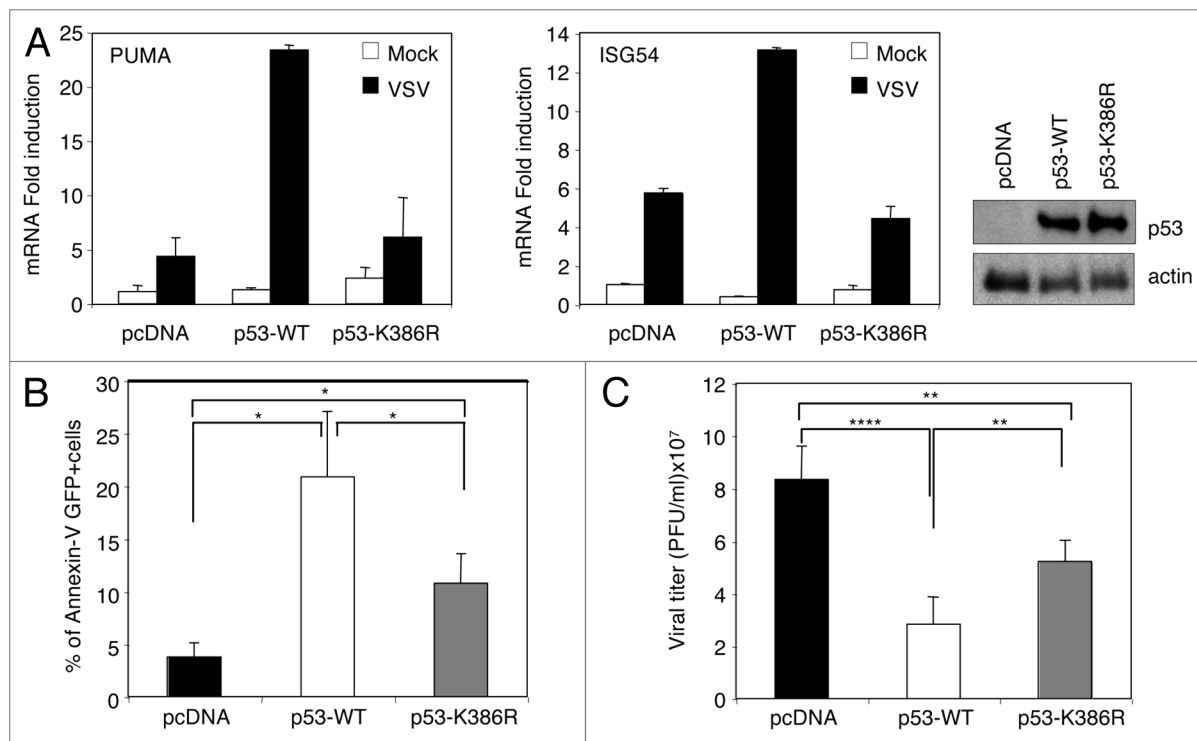 A
PUMA
Mock
VSV
mRNA Fold induction
25
20
15
10
5
0
pcDNA
p53-WT
p53-K386R
ISG54
Mock
VSV
mRNA Fold induction
14
12
10
8
6
4
2
0
pcDNA
p53-WT
p53-K386R
pcDNA
p53-WT
p53-K386R
p53
actin
B
% of Annexin-V GFP+cells
30
25
20
15
10
5
0
*
*
*
pcDNA
p53-WT
p53-K386R
C
Viral titer (PFU/ml)x10⁷
12
10
8
6
4
2
0
**
****
**
pcDNA
p53-WT
p53-K386R